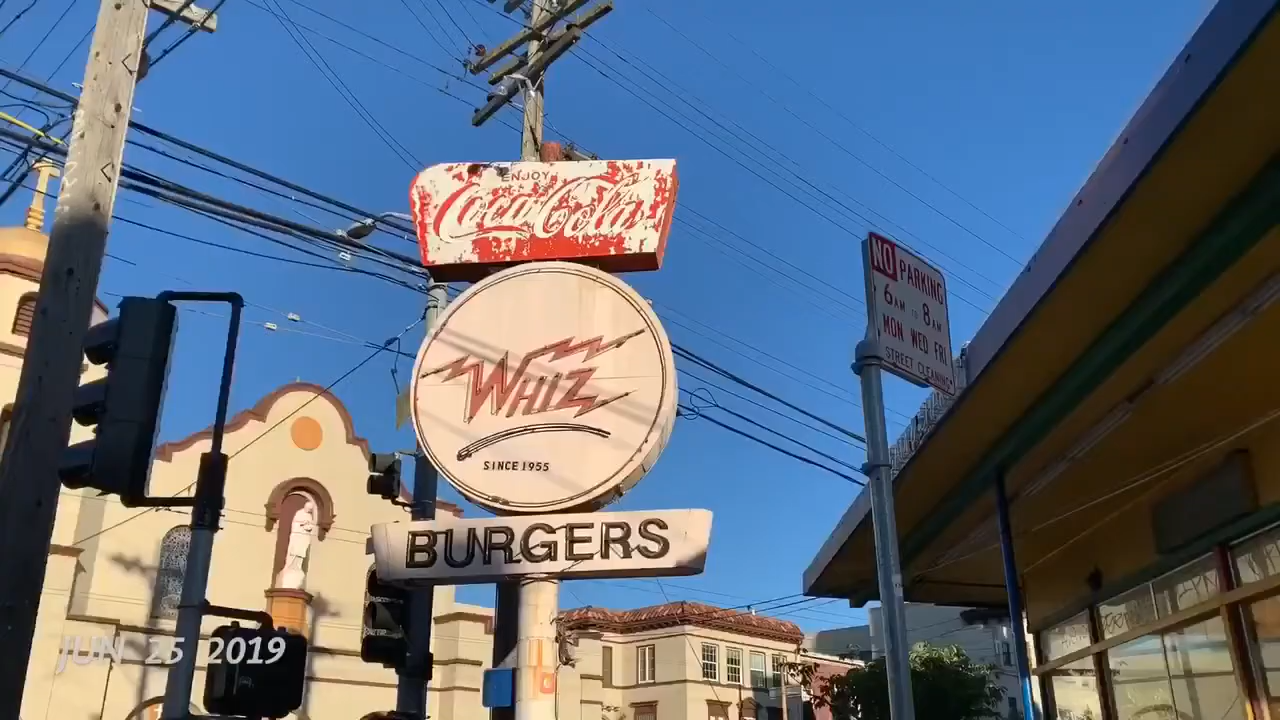 ENJOY
Coca-Cola
WHIZ
SINCE 1955
BURGERS
NO PARKING
6AM TO 8AM
MON WED FRI
STREET CLEANING
JUN 25 2019